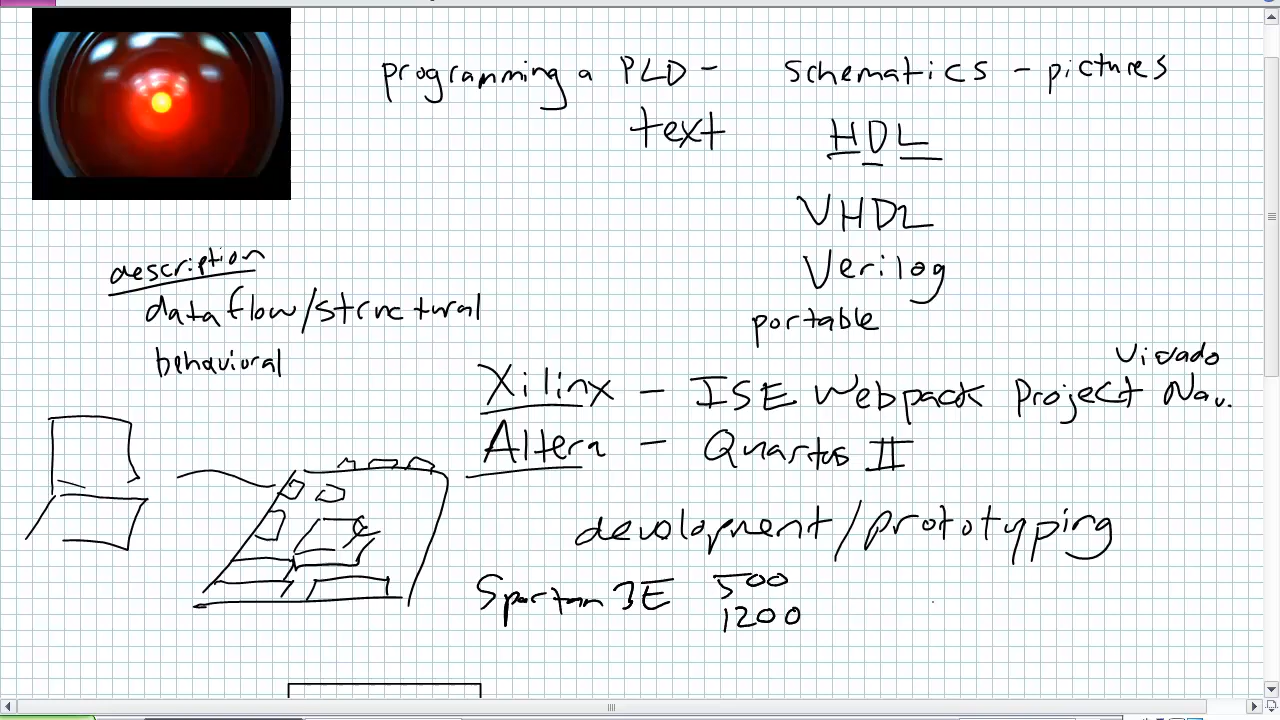 programming a PLD - schematics - pictures
text HDL
VHDL
Verilog
portable
description
dataflow/structural
behavioral
Vivado
Xilinx - ISE Webpack Project Nav.
Altera - Quartus II
development/prototyping
Spartan 3E 500
1200